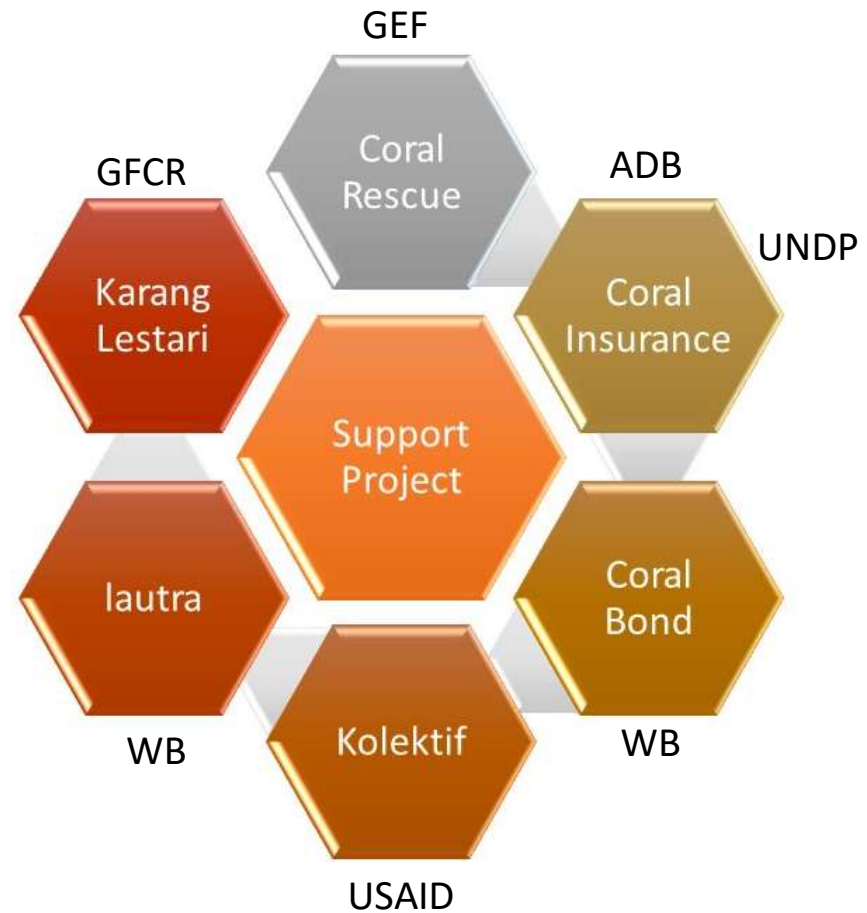 GEF
Coral
Rescue
GFCR
Karang
Lestari
ADB
UNDP
Coral
Insurance
Support
Project
lautra
WB
Coral
Bond
WB
Kolektif
USAID